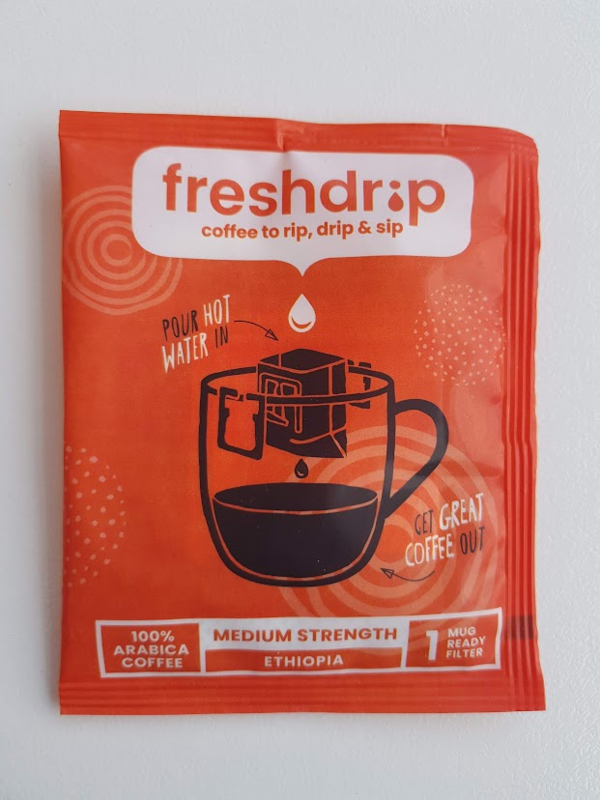 freshdrip
coffee to rip, drip & sip
POUR HOT
WATER IN
GET GREAT
COFFEE OUT
100%
ARABICA
COFFEE
MEDIUM STRENGTH
ETHIOPIA
1
MUG
READY
FILTER